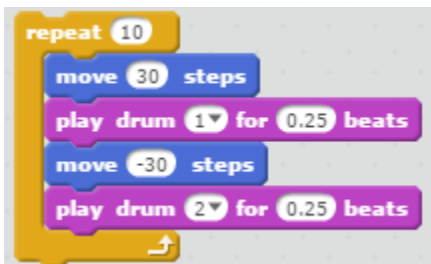 repeat 10
move 30 steps
play drum 1 for 0.25 beats
move -30 steps
play drum 2 for 0.25 beats